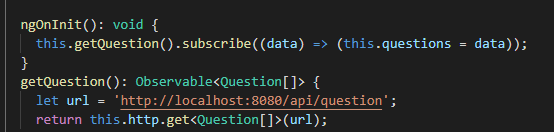 ngOnInit(): void {
this.getQuestion().subscribe((data) => (this.questions = data));
}
getQuestion(): Observable<Question[]> {
let url = 'http://localhost:8080/api/question';
return this.http.get<Question[]>(url);